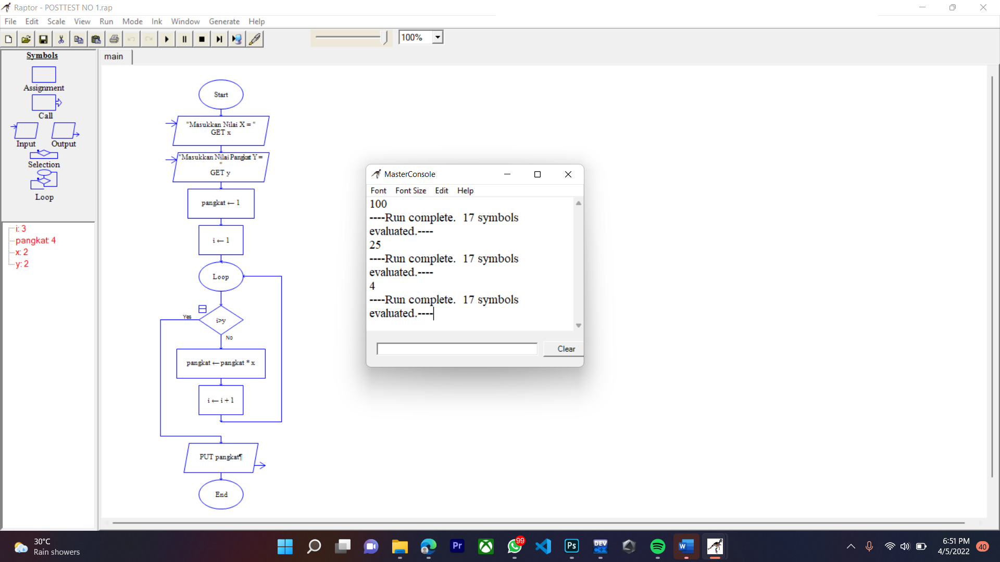 Raptor - POSTTEST NO 1.rap
File Edit Scale View Run Mode Ink Window Generate Help
100%
Symbols
Assignment
Call
Input Output
Selection
Loop
i: 3
pangkat: 4
x: 2
y: 2
main
Start
"Masukkan Nilai X = "
GET x
"Masukkan Nilai Pangkat Y =
"
GET y
pangkat ← 1
i ← 1
Loop
Yes
i>y
No
pangkat ← pangkat * x
i ← i + 1
PUT pangkat¶
End
MasterConsole
Font Font Size Edit Help
100
----Run complete.  17 symbols
evaluated.----
25
----Run complete.  17 symbols
evaluated.----
4
----Run complete.  17 symbols
evaluated.----
Clear
30°C
Rain showers
Pr
99
Ps
DEV
C++
W
6:51 PM
4/5/2022
40